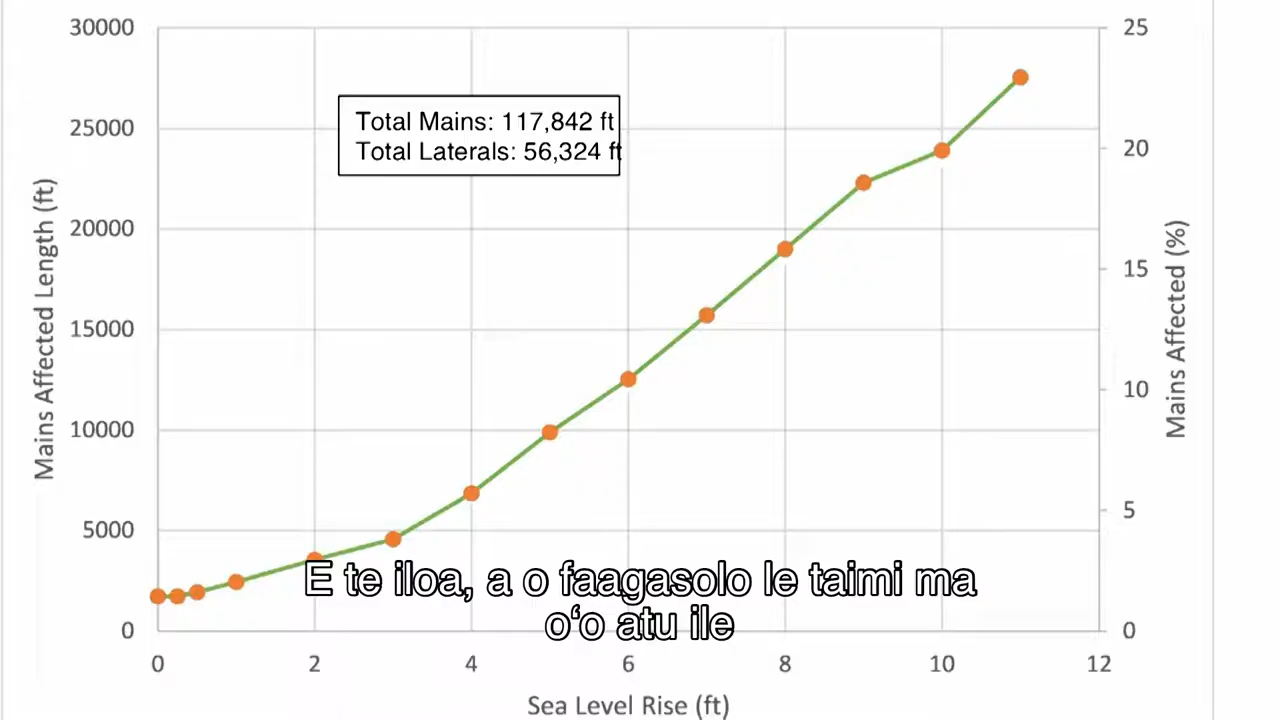 30000
25000
20000
15000
10000
5000
0
Mains Affected Length (ft)
25
20
15
10
5
0
Mains Affected (%)
Total Mains: 117,842 ft
Total Laterals: 56,324 ft
E te iloa, a o faagasolo le taimi ma
oʻo atu ile
0 2 4 6 8 10 12
Sea Level Rise (ft)